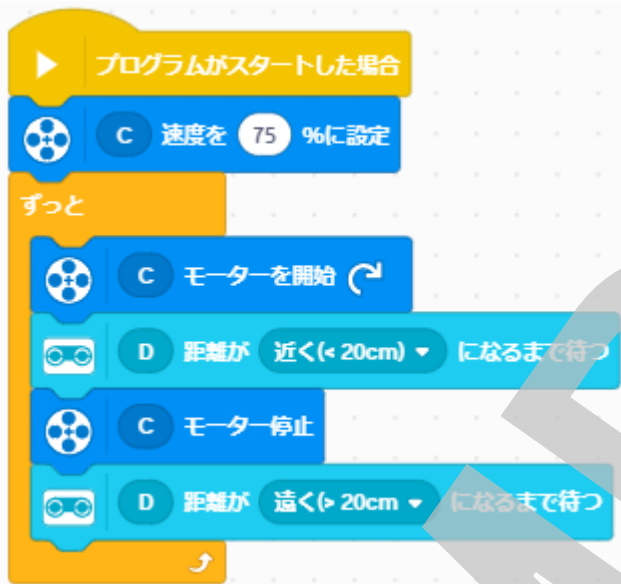 プログラムがスタートした場合
C 速度を 75 %に設定
ずっと
C モーターを開始
D 距離が 近く(< 20cm) になるまで待つ
C モーター停止
D 距離が 遠く(> 20cm になるまで待つ